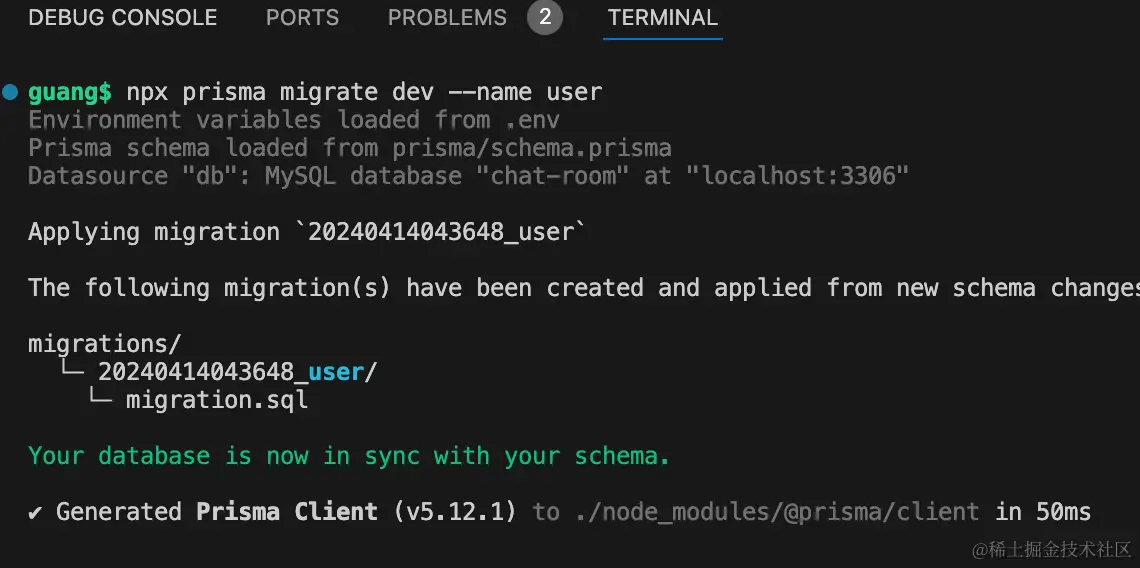 DEBUG CONSOLE PORTS PROBLEMS 2 TERMINAL
guang$ npx prisma migrate dev --name user
Environment variables loaded from .env
Prisma schema loaded from prisma/schema.prisma
Datasource "db": MySQL database "chat-room" at "localhost:3306"
Applying migration `20240414043648_user`
The following migration(s) have been created and applied from new schema changes
migrations/
└─ 20240414043648_user/
└─ migration.sql
Your database is now in sync with your schema.
✔ Generated Prisma Client (v5.12.1) to ./node_modules/@prisma/client in 50ms
@稀土掘金技术社区